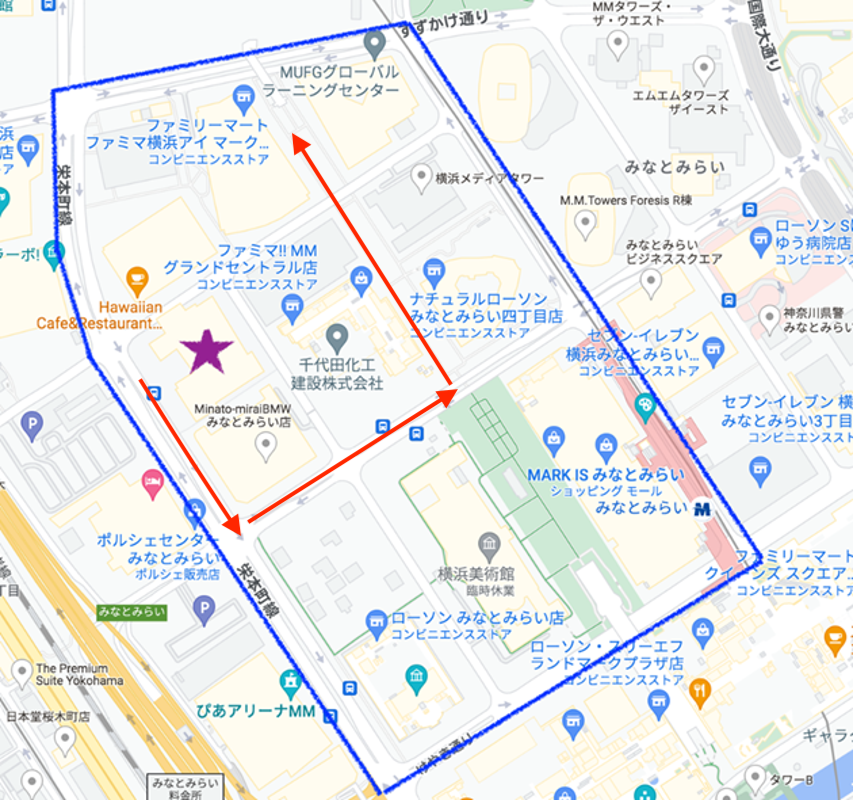 館
すずかけ通り
MMタワーズ・
ザ・ウエスト
国際大通り
MUFGグローバル
ラーニングセンター
エムエムタワーズ
ザイースト
ファミリーマート
ファミマ横浜アイ マーク...
コンビニエンスストア
浜
店
ア
栄本町線
横浜メディアタワー
みなとみらい
M.M.Towers Foresis R棟
ローソン S
ゆう病院店
コンビニエンス
ラーボ!
ファミマ!! MM
グランドセントラル店
コンビニエンスストア
みなとみらい
ビジネススクエア
Hawaiian
Cafe&Restaurant...
ナチュラルローソン
みなとみらい四丁目店
コンビニエンスストア
神奈川県警
みなとみらい
セブン-イレブン
横浜みなとみらい...
コンビニエンスストア
千代田化工
建設株式会社
Minato-miraiBMW
みなとみらい店
セブン-イレブン 横
みなとみらい3丁目
コンビニエンススト
P
MARK IS みなとみらい
ショッピング モール
みなとみらい
M
ポルシェセンター
みなとみらい
ポルシェ販売店
横浜美術館
臨時休業
ファミリーマート
クイーンズ スクエア...
コンビニエンスストア
丁目
栄本町線
みなとみらい
P
ローソン みなとみらい店
コンビニエンスストア
ローソン・スリーエフ
ランドマークプラザ店
コンビニエンスストア
The Premium
Suite Yokohama
ぴあアリーナMM
日本堂桜木町店
けやき通り
ギャラ
みなとみらい
料金所
タワーB